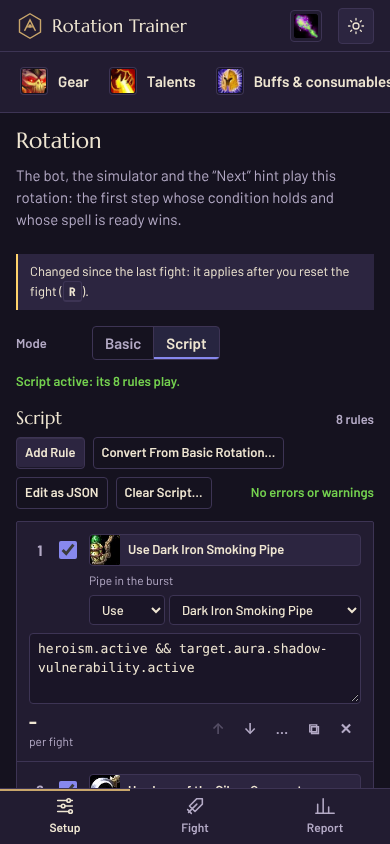 Rotation Trainer
Gear Talents Buffs & consumables
Rotation
The bot, the simulator and the “Next” hint play this
rotation: the first step whose condition holds and
whose spell is ready wins.
Changed since the last fight: it applies after you reset the
fight ( R ).
Mode Basic Script
Script active: its 8 rules play.
Script 8 rules
Add Rule Convert From Basic Rotation...
Edit as JSON Clear Script... No errors or warnings
1 Use Dark Iron Smoking Pipe
Pipe in the burst
Use Dark Iron Smoking Pipe
heroism.active && target.aura.shadow-
vulnerability.active
–
per fight
Setup Fight Report